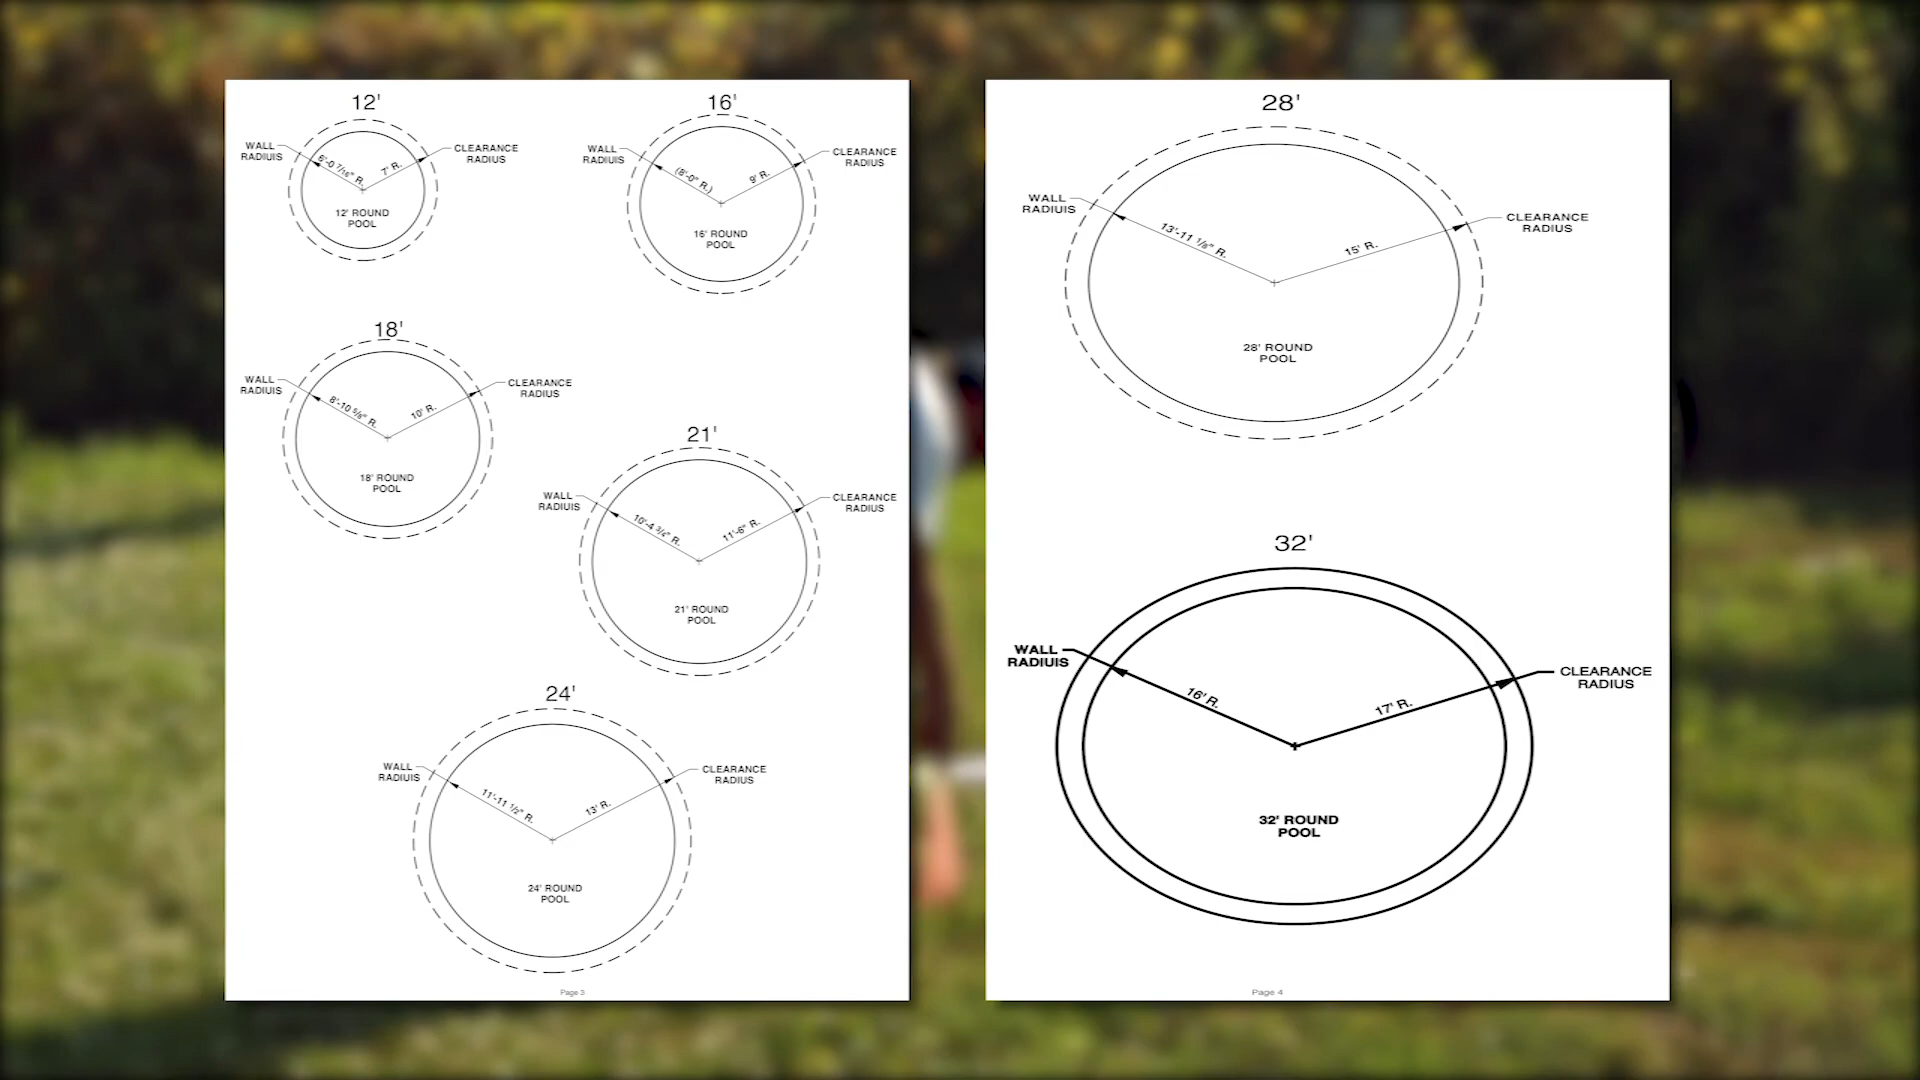 12'
WALL
RADIUIS
6'-0 7/16" R.
7' R.
CLEARANCE
RADIUS
12' ROUND
POOL
16'
WALL
RADIUIS
(8'-0" R.)
9' R.
CLEARANCE
RADIUS
16' ROUND
POOL
18'
WALL
RADIUIS
8'-10 5/8" R.
10' R.
CLEARANCE
RADIUS
18' ROUND
POOL
21'
WALL
RADIUIS
10'-4 3/4" R.
11'-6" R.
CLEARANCE
RADIUS
21' ROUND
POOL
24'
WALL
RADIUIS
11'-11 1/2" R.
13' R.
CLEARANCE
RADIUS
24' ROUND
POOL
Page 3
28'
WALL
RADIUIS
13'-11 1/8" R.
15' R.
CLEARANCE
RADIUS
28' ROUND
POOL
32'
WALL
RADIUIS
16' R.
17' R.
CLEARANCE
RADIUS
32' ROUND
POOL
Page 4